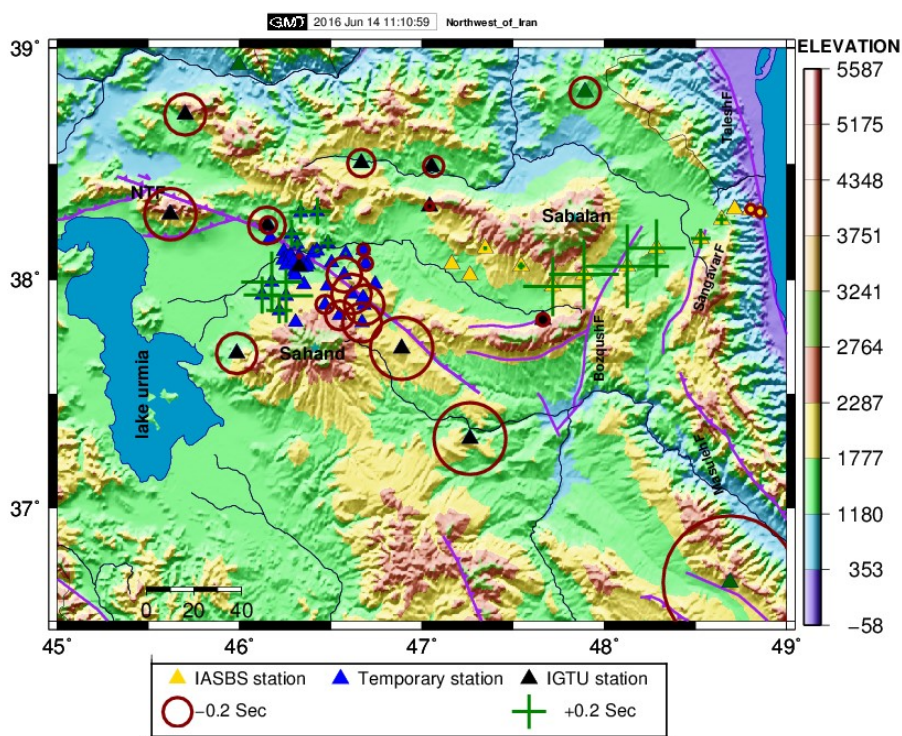 GMT 2016 Jun 14 11:10:59 Northwest_of_Iran
39°
38°
37°
45
46
47
48
49
NTF
Sabalan
Sahand
lake urmia
TaleshF
SangavarF
BozqushF
MasulehF
0 20 40
ELEVATION
5587
5175
4348
3751
3241
2764
2287
1777
1180
353
−58
IASBS station Temporary station IGTU station
−0.2 Sec +0.2 Sec